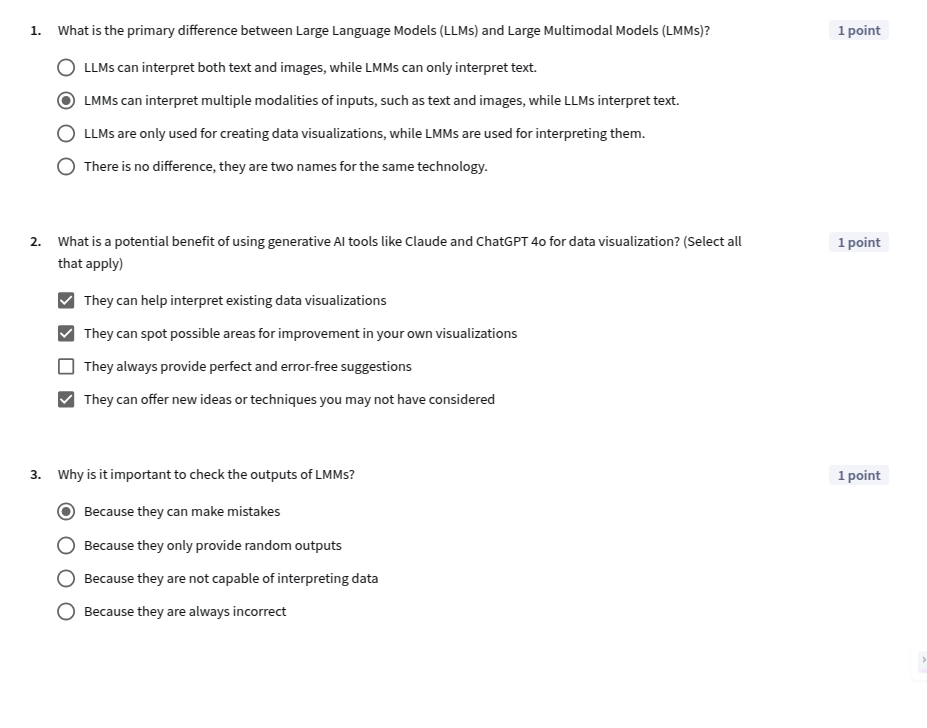 1. What is the primary difference between Large Language Models (LLMs) and Large Multimodal Models (LMMs)? 1 point
LLMs can interpret both text and images, while LMMs can only interpret text.
LMMs can interpret multiple modalities of inputs, such as text and images, while LLMs interpret text.
LLMs are only used for creating data visualizations, while LMMs are used for interpreting them.
There is no difference, they are two names for the same technology.
2. What is a potential benefit of using generative AI tools like Claude and ChatGPT 4o for data visualization? (Select all 1 point
that apply)
They can help interpret existing data visualizations
They can spot possible areas for improvement in your own visualizations
They always provide perfect and error-free suggestions
They can offer new ideas or techniques you may not have considered
3. Why is it important to check the outputs of LMMs? 1 point
Because they can make mistakes
Because they only provide random outputs
Because they are not capable of interpreting data
Because they are always incorrect